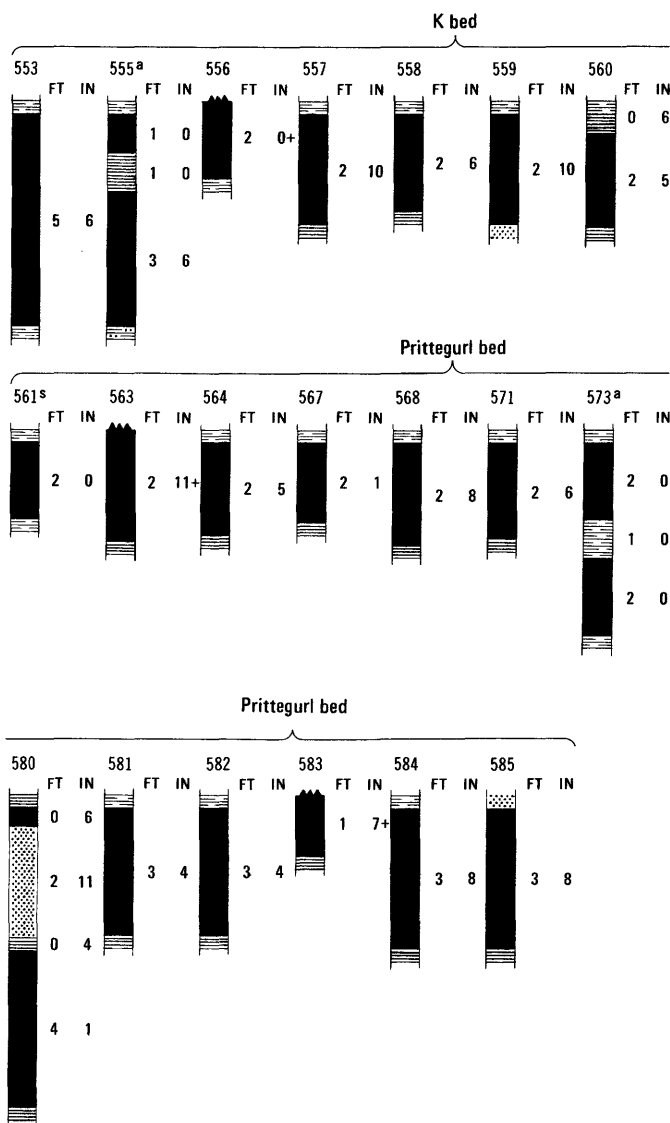 K bed
553 555a 556 557 558 559 560
FT IN FT IN FT IN FT IN FT IN FT IN FT IN
0 6
1 0 2 0+
1 0 2 10 2 6 2 10 2 5
5 6
3 6
Prittegurl bed
561s 563 564 567 568 571 573a
FT IN FT IN FT IN FT IN FT IN FT IN FT IN
2 0 2 11+ 2 5 2 1 2 8 2 6 2 0
1 0
2 0
Prittegurl bed
580 581 582 583 584 585
FT IN FT IN FT IN FT IN FT IN FT IN
0 6 1 7+
2 11 3 4 3 4 3 8 3 8
0 4
4 1